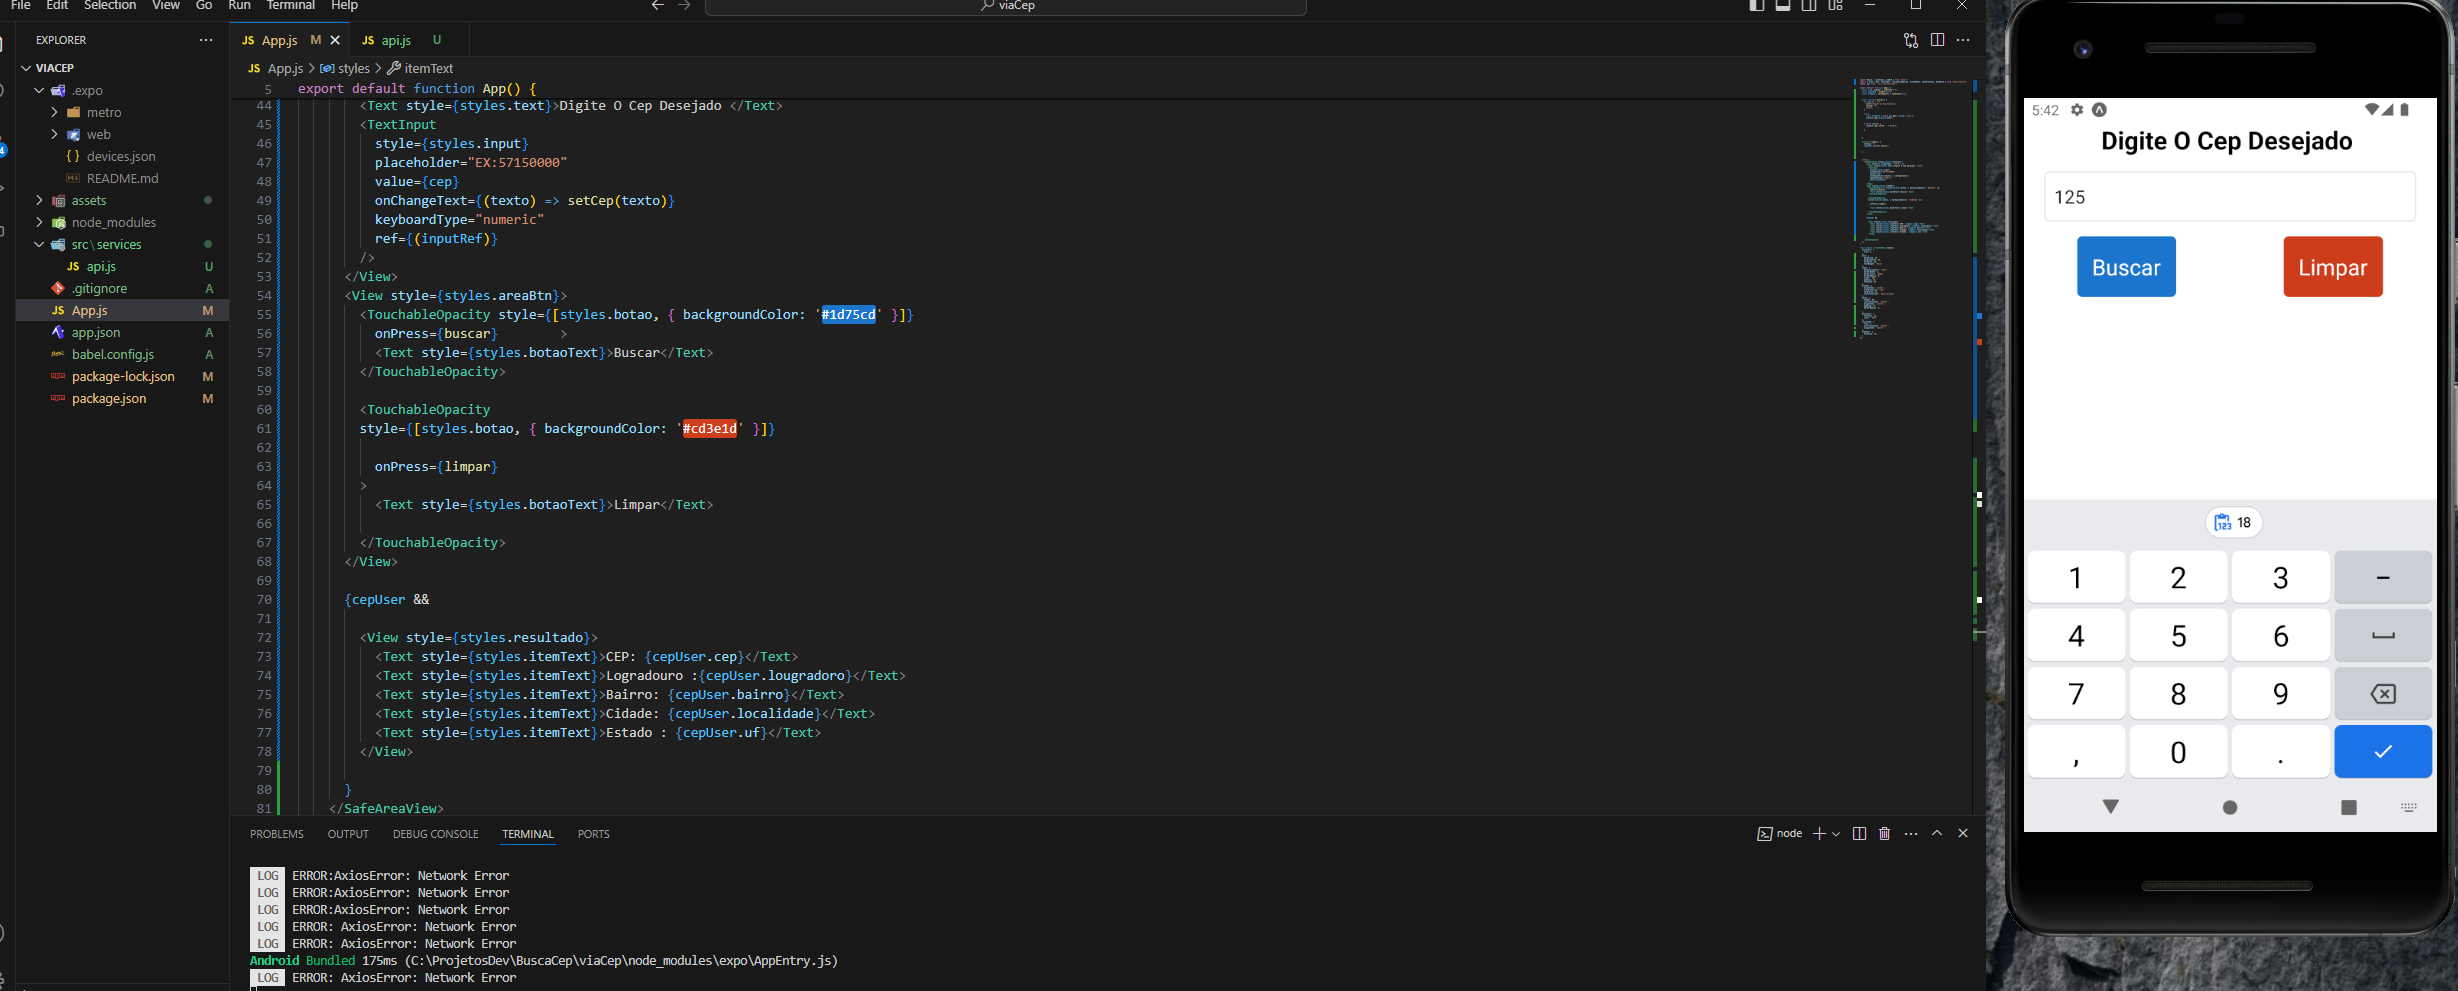 File Edit Selection View Go Run Terminal Help
viaCep
EXPLORER
VIACEP
.expo
metro
web
devices.json
README.md
assets
node_modules
src\services
api.js U
.gitignore A
App.js M
app.json A
babel.config.js A
package-lock.json M
package.json M
JS App.js M
JS api.js U
JS App.js > styles > itemText
5 export default function App() {
44 <Text style={styles.text}>Digite O Cep Desejado </Text>
45 <TextInput
46 style={styles.input}
47 placeholder="EX:57150000"
48 value={cep}
49 onChangeText={(texto) => setCep(texto)}
50 keyboardType="numeric"
51 ref={(inputRef)}
52 />
53 </View>
54 <View style={styles.areaBtn}>
55 <TouchableOpacity style={[styles.botao, { backgroundColor: '#1d75cd' }]}
56 onPress={buscar} >
57 <Text style={styles.botaoText}>Buscar</Text>
58 </TouchableOpacity>
59
60 <TouchableOpacity
61 style={[styles.botao, { backgroundColor: '#cd3e1d' }]}
62
63 onPress={limpar}
64 >
65 <Text style={styles.botaoText}>Limpar</Text>
66
67 </TouchableOpacity>
68 </View>
69
70 {cepUser &&
71
72 <View style={styles.resultado}>
73 <Text style={styles.itemText}>CEP: {cepUser.cep}</Text>
74 <Text style={styles.itemText}>Logradouro :{cepUser.lougradoro}</Text>
75 <Text style={styles.itemText}>Bairro: {cepUser.bairro}</Text>
76 <Text style={styles.itemText}>Cidade: {cepUser.localidade}</Text>
77 <Text style={styles.itemText}>Estado : {cepUser.uf}</Text>
78 </View>
79
80 }
81 </SafeAreaView>
PROBLEMS OUTPUT DEBUG CONSOLE TERMINAL PORTS
node
LOG ERROR:AxiosError: Network Error
LOG ERROR:AxiosError: Network Error
LOG ERROR:AxiosError: Network Error
LOG ERROR: AxiosError: Network Error
LOG ERROR: AxiosError: Network Error
Android Bundled 175ms (C:\ProjetosDev\BuscaCep\viaCep\node_modules\expo\AppEntry.js)
LOG ERROR: AxiosError: Network Error
5:42
Digite O Cep Desejado
125
Buscar Limpar
18
1 2 3 -
4 5 6
7 8 9
, 0 .